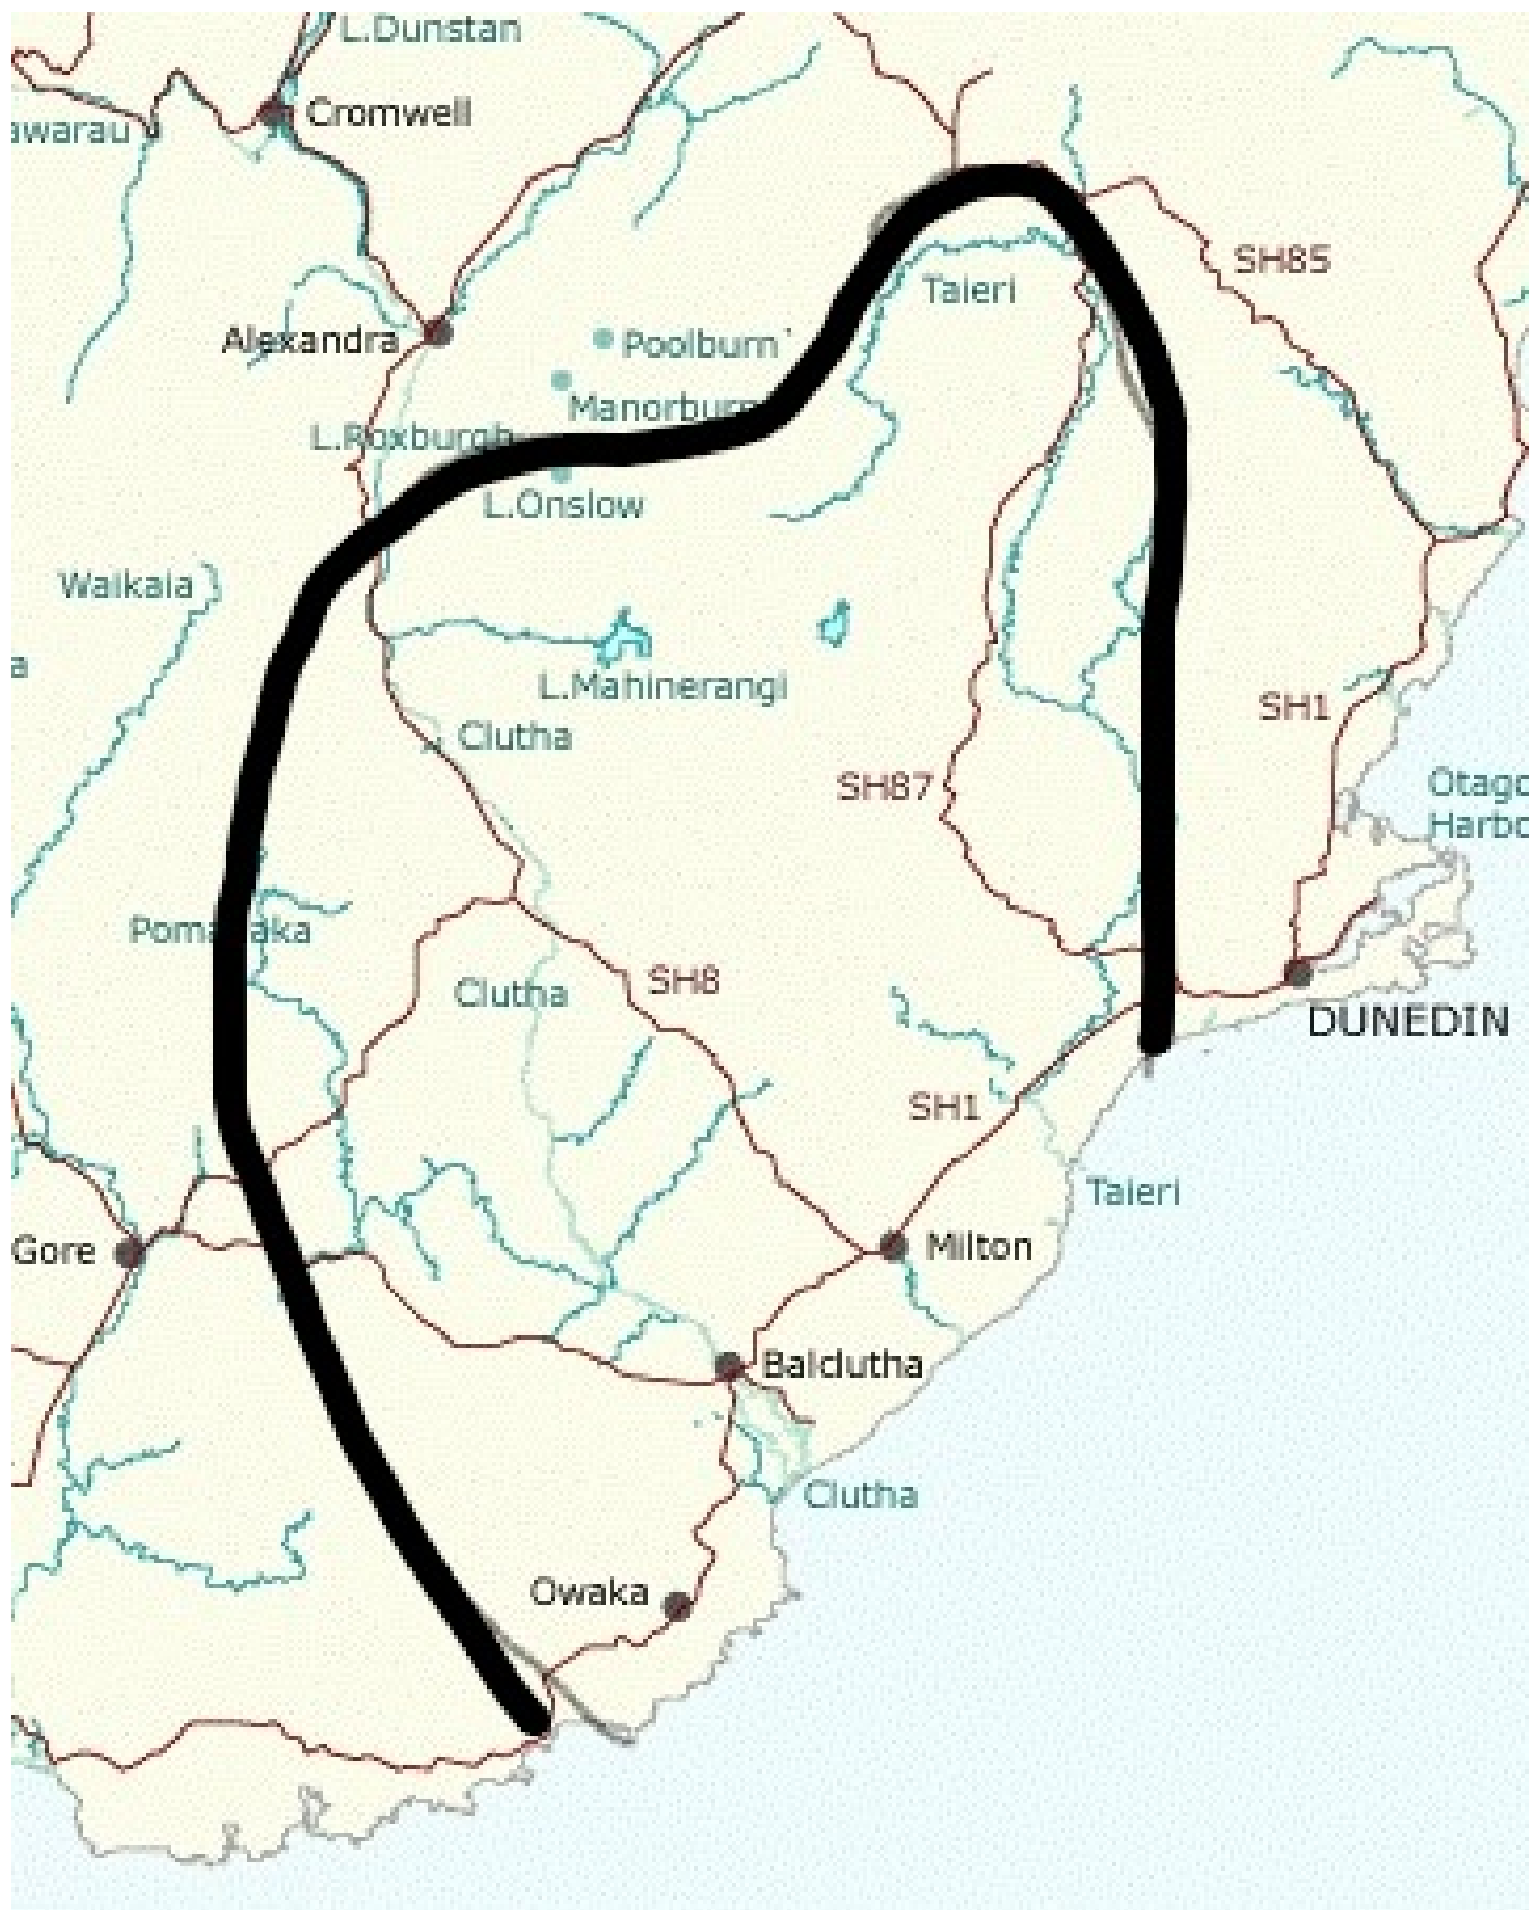 L.Dunstan
Cromwell
awarau
SH85
Taieri
Alexandra
Poolburn
Manorburn
L.Roxburgh
L.Onslow
Waikaia
a
L.Mahinerangi
SH1
Clutha
SH87
Otago
Harbo
Pomahaka
SH8
Clutha
DUNEDIN
SH1
Taieri
Gore
Milton
Balclutha
Clutha
Owaka